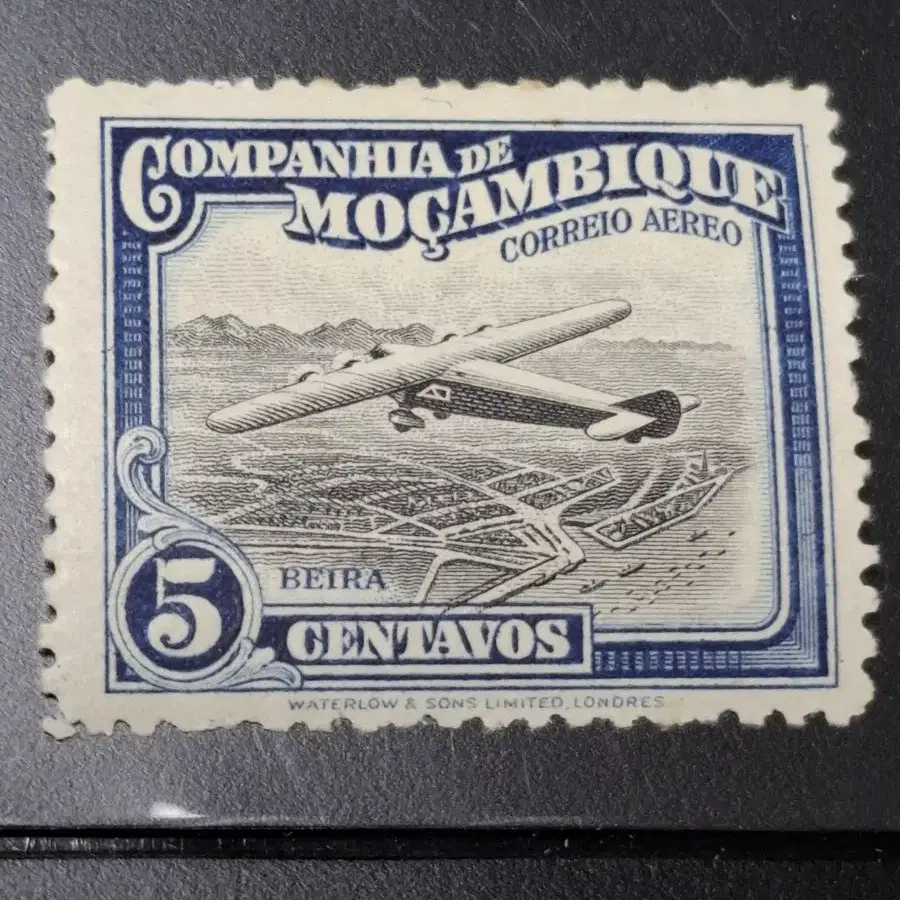 COMPANHIA DE
MOÇAMBIQUE
CORREIO AEREO
BEIRA
5 CENTAVOS
WATERLOW & SONS LIMITED, LONDRES